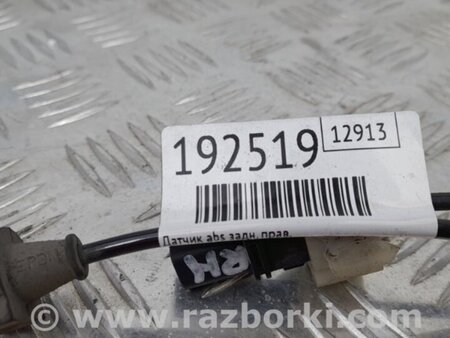 192519
12913
Датчик abs задн. прав.
RH
www.razborki.com